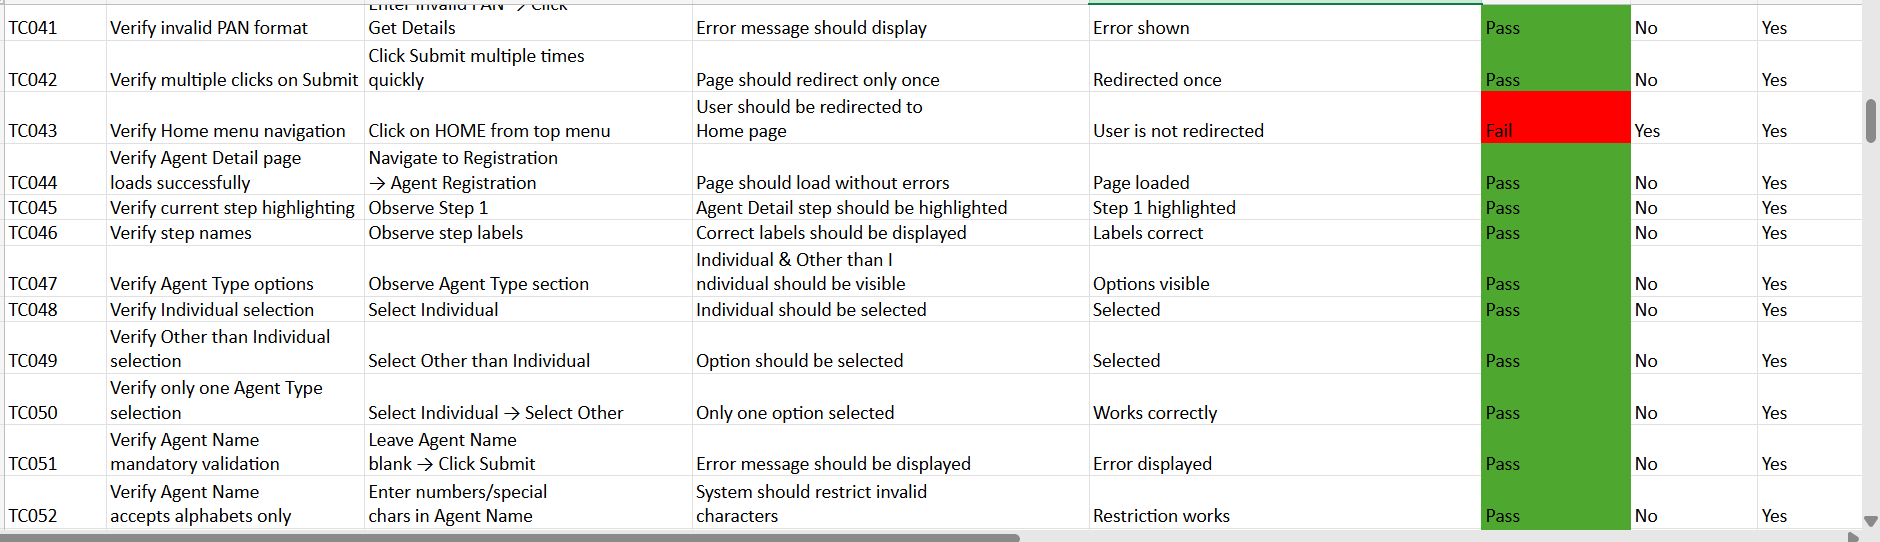 Enter invalid PAN → Click
TC041 Verify invalid PAN format Get Details Error message should display Error shown Pass No Yes
Click Submit multiple times
TC042 Verify multiple clicks on Submit quickly Page should redirect only once Redirected once Pass No Yes
User should be redirected to
TC043 Verify Home menu navigation Click on HOME from top menu Home page User is not redirected Fail Yes Yes
Verify Agent Detail page Navigate to Registration
TC044 loads successfully → Agent Registration Page should load without errors Page loaded Pass No Yes
TC045 Verify current step highlighting Observe Step 1 Agent Detail step should be highlighted Step 1 highlighted Pass No Yes
TC046 Verify step names Observe step labels Correct labels should be displayed Labels correct Pass No Yes
Individual & Other than I
TC047 Verify Agent Type options Observe Agent Type section ndividual should be visible Options visible Pass No Yes
TC048 Verify Individual selection Select Individual Individual should be selected Selected Pass No Yes
Verify Other than Individual
TC049 selection Select Other than Individual Option should be selected Selected Pass No Yes
Verify only one Agent Type
TC050 selection Select Individual → Select Other Only one option selected Works correctly Pass No Yes
Verify Agent Name Leave Agent Name
TC051 mandatory validation blank → Click Submit Error message should be displayed Error displayed Pass No Yes
Verify Agent Name Enter numbers/special System should restrict invalid
TC052 accepts alphabets only chars in Agent Name characters Restriction works Pass No Yes